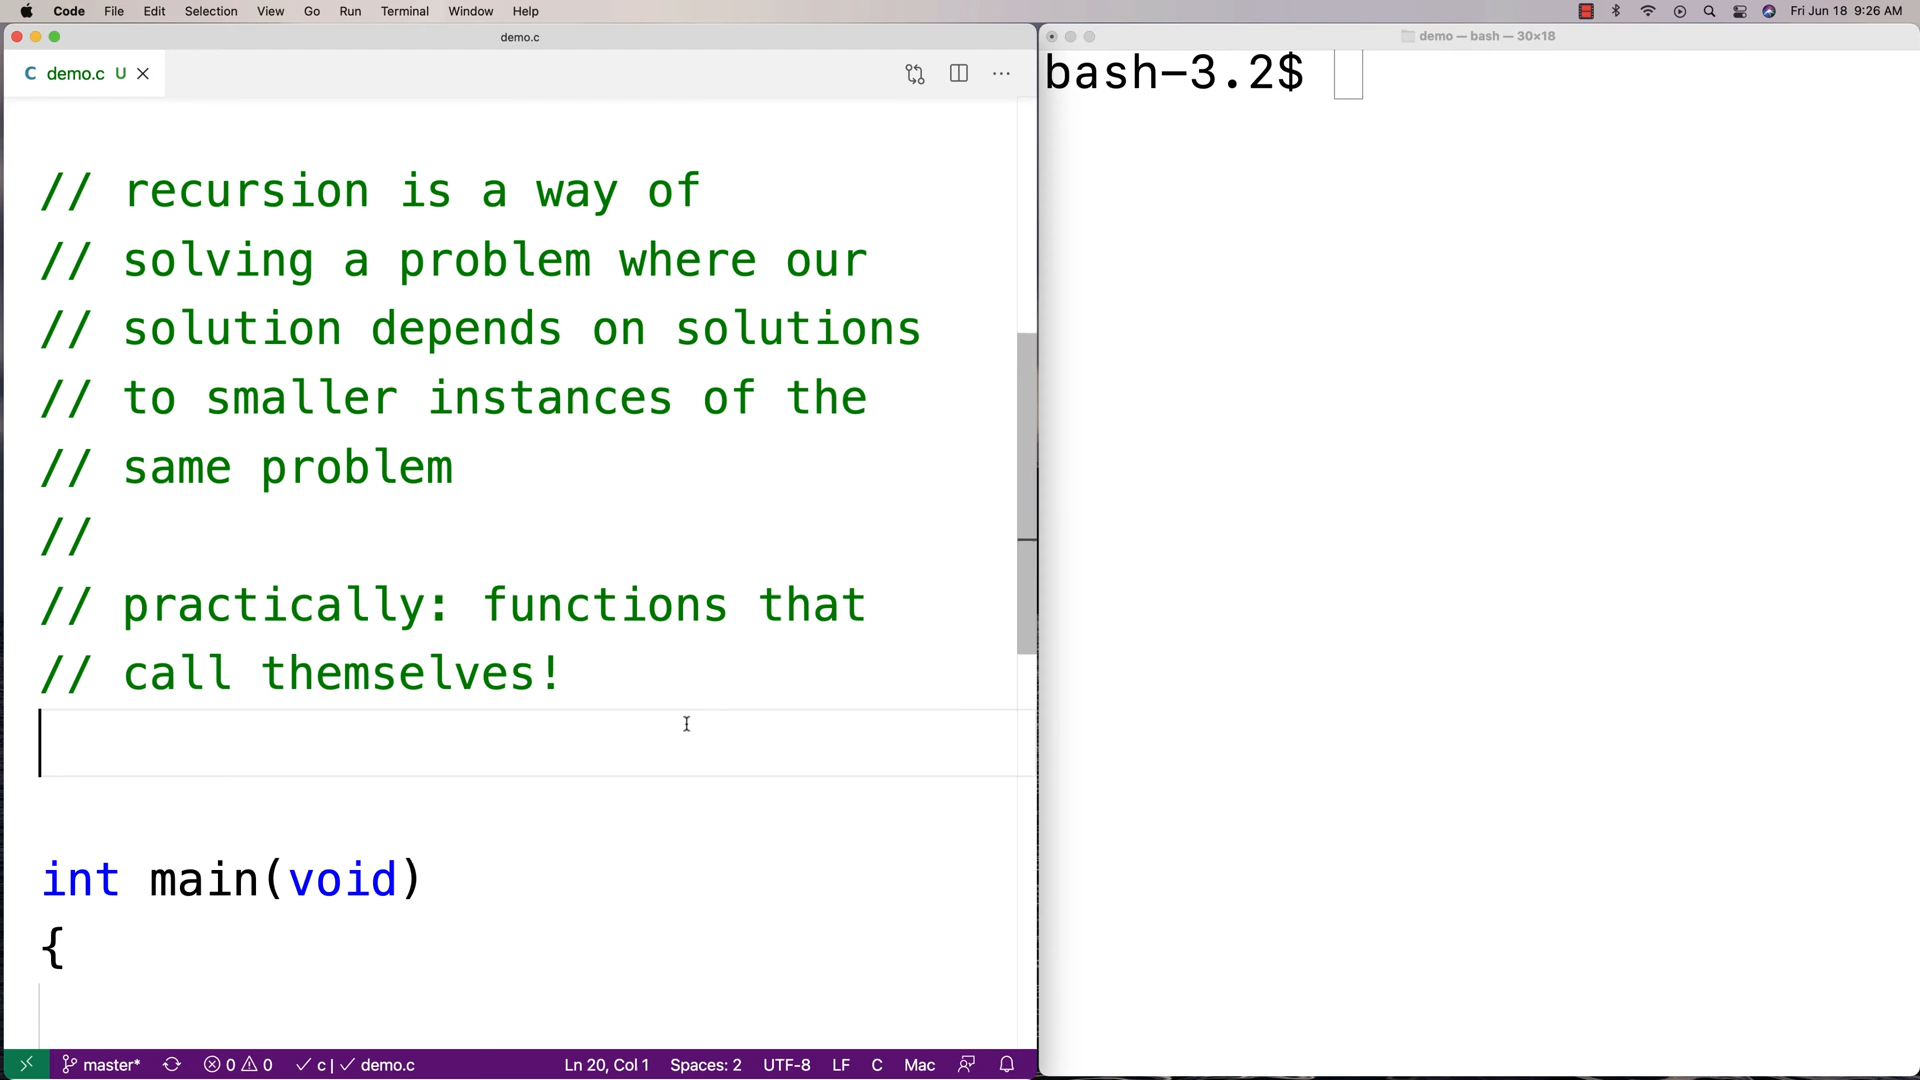 Code File Edit Selection View Go Run Terminal Window Help Fri Jun 18 9:26 AM
demo.c
demo — bash — 30×18
C demo.c U
bash-3.2$
// recursion is a way of
// solving a problem where our
// solution depends on solutions
// to smaller instances of the
// same problem
//
// practically: functions that
// call themselves!
int main(void)
{
master* 0 0 c | demo.c Ln 20, Col 1 Spaces: 2 UTF-8 LF C Mac